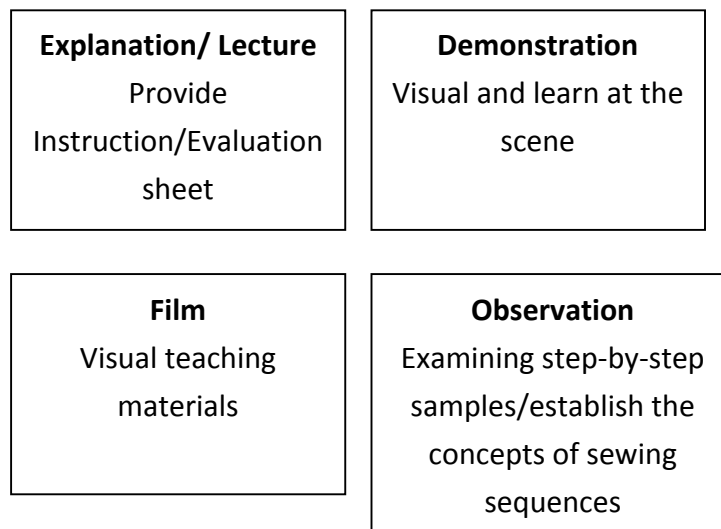 Explanation/ Lecture
Provide
Instruction/Evaluation
sheet
Demonstration
Visual and learn at the
scene
Film
Visual teaching
materials
Observation
Examining step-by-step
samples/establish the
concepts of sewing
sequences